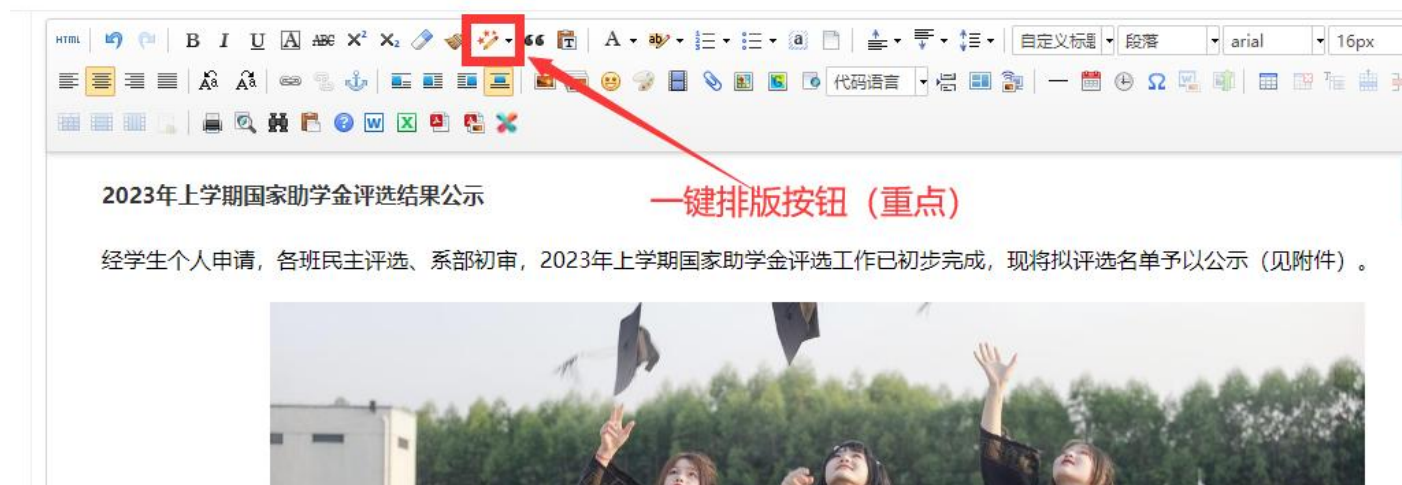 HTML B I U A ABC X² X₂ A ab 自定义标题 段落 arial 16px
代码语言
2023年上学期国家助学金评选结果公示
一键排版按钮（重点）
经学生个人申请，各班民主评选、系部初审，2023年上学期国家助学金评选工作已初步完成，现将拟评选名单予以公示（见附件）。